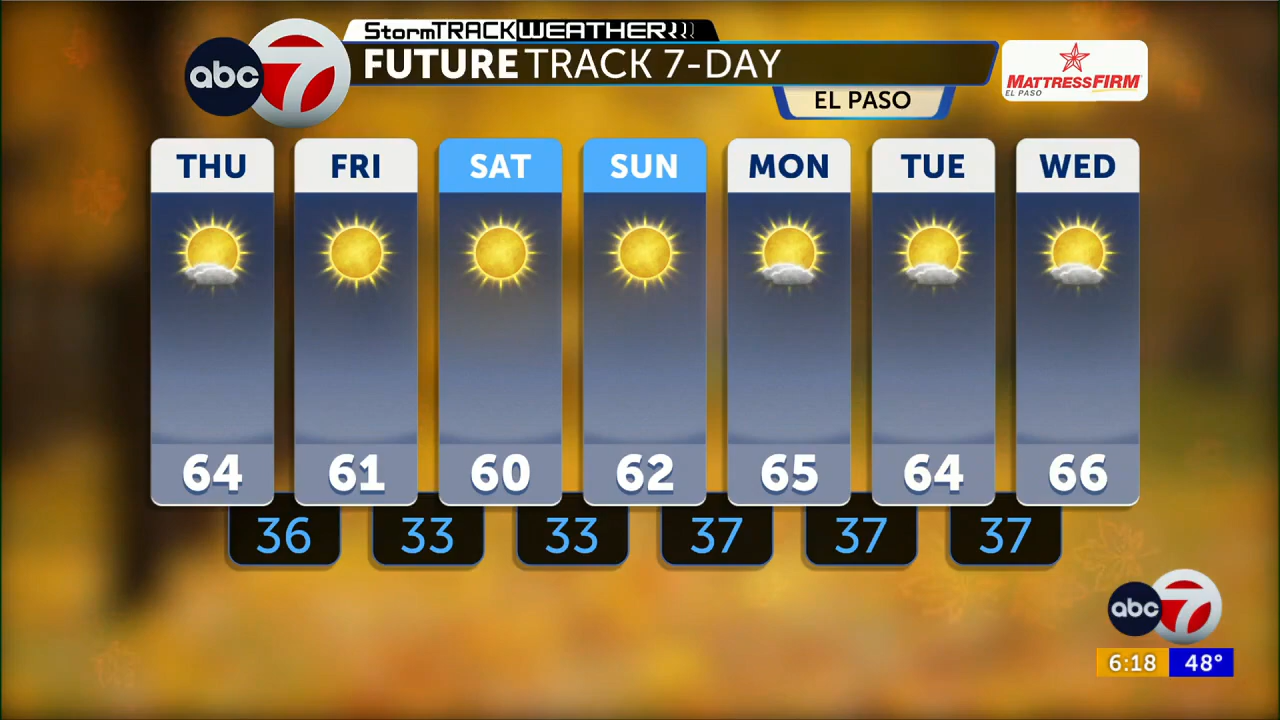 StormTRACKWEATHER
abc 7
FUTURETRACK 7-DAY
MATTRESSFIRM
EL PASO
EL PASO
THU FRI SAT SUN MON TUE WED
64 61 60 62 65 64 66
36 33 33 37 37 37
abc 7
6:18 48°